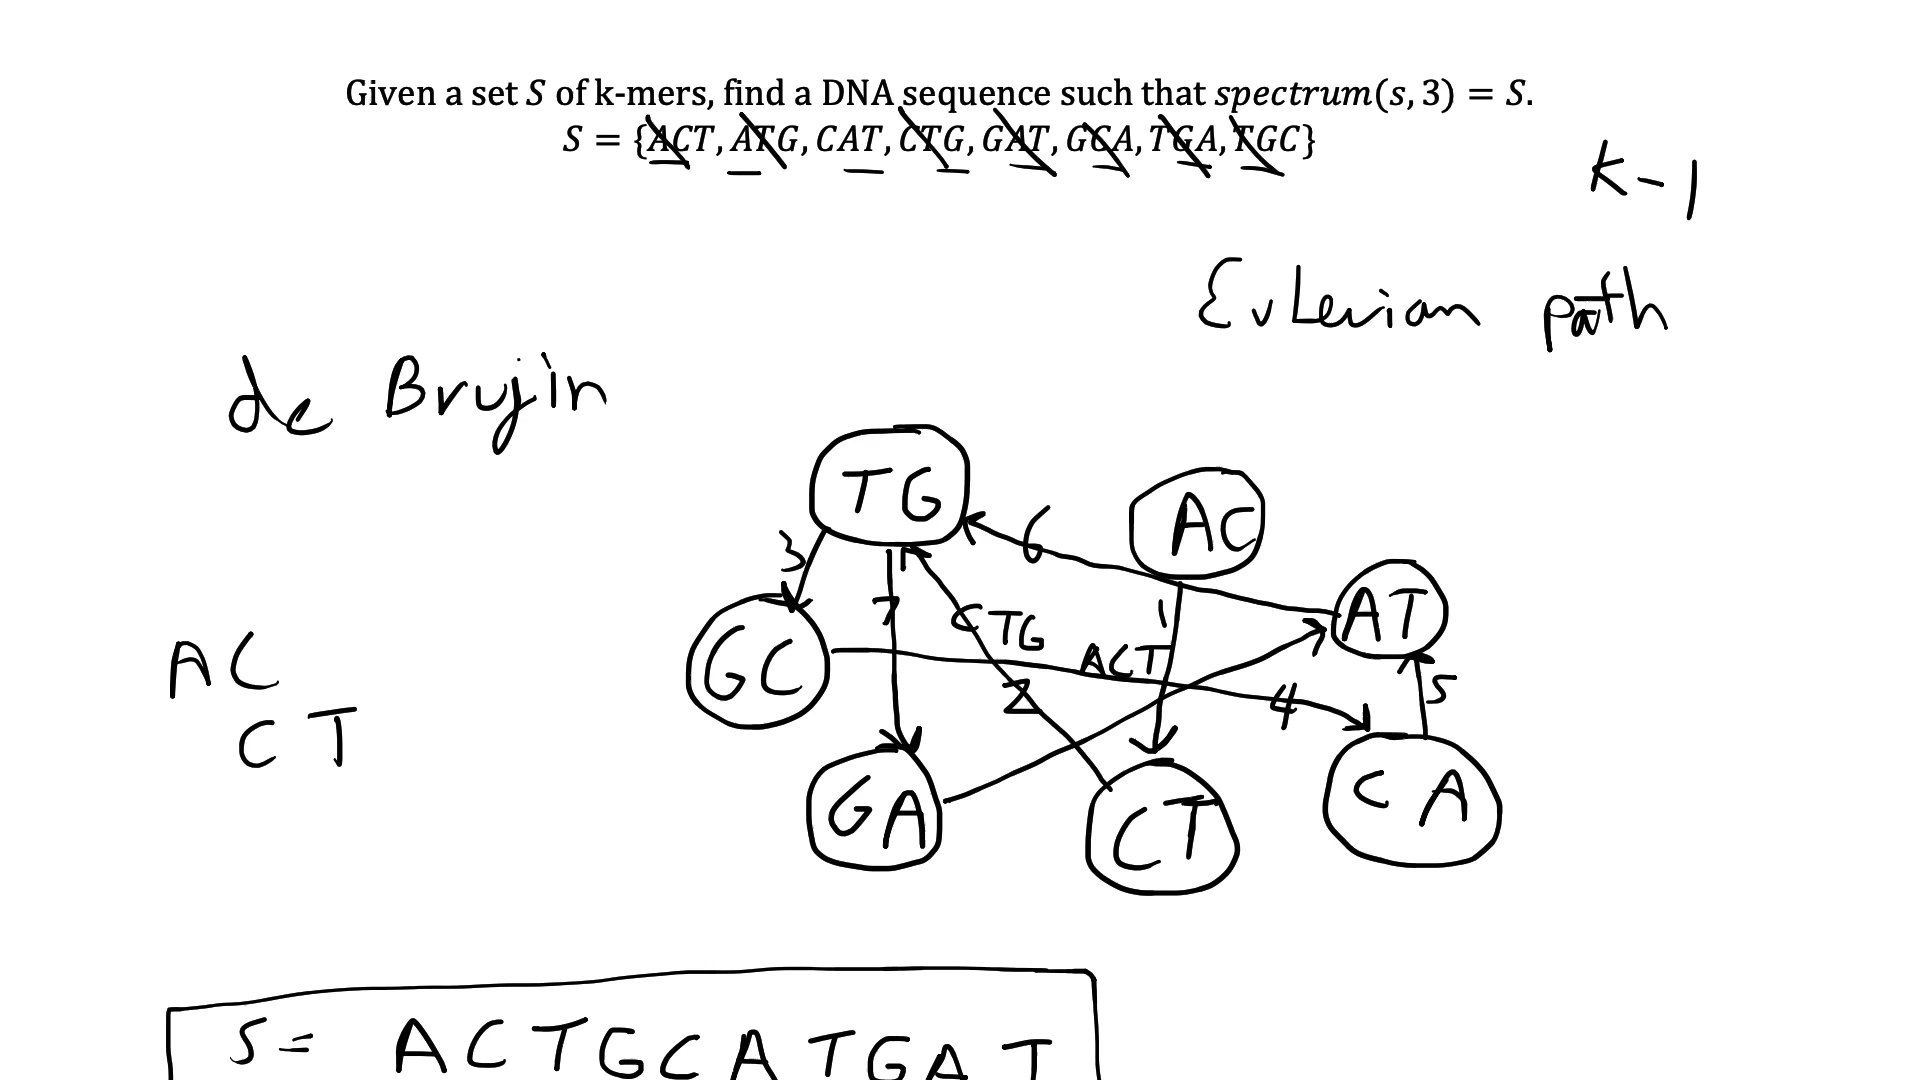 Given a set S of k-mers, find a DNA sequence such that spectrum(s, 3) = S.
S = {ACT, ATG, CAT, CTG, GAT, GCA, TGA, TGC}
K-1
Eulerian path
de Brujin
TG
AC
6
3
AT
1
7
CTG
ACT
GC
2
4
5
AC
CT
GA
CT
CA
S = ACTGCATGAT